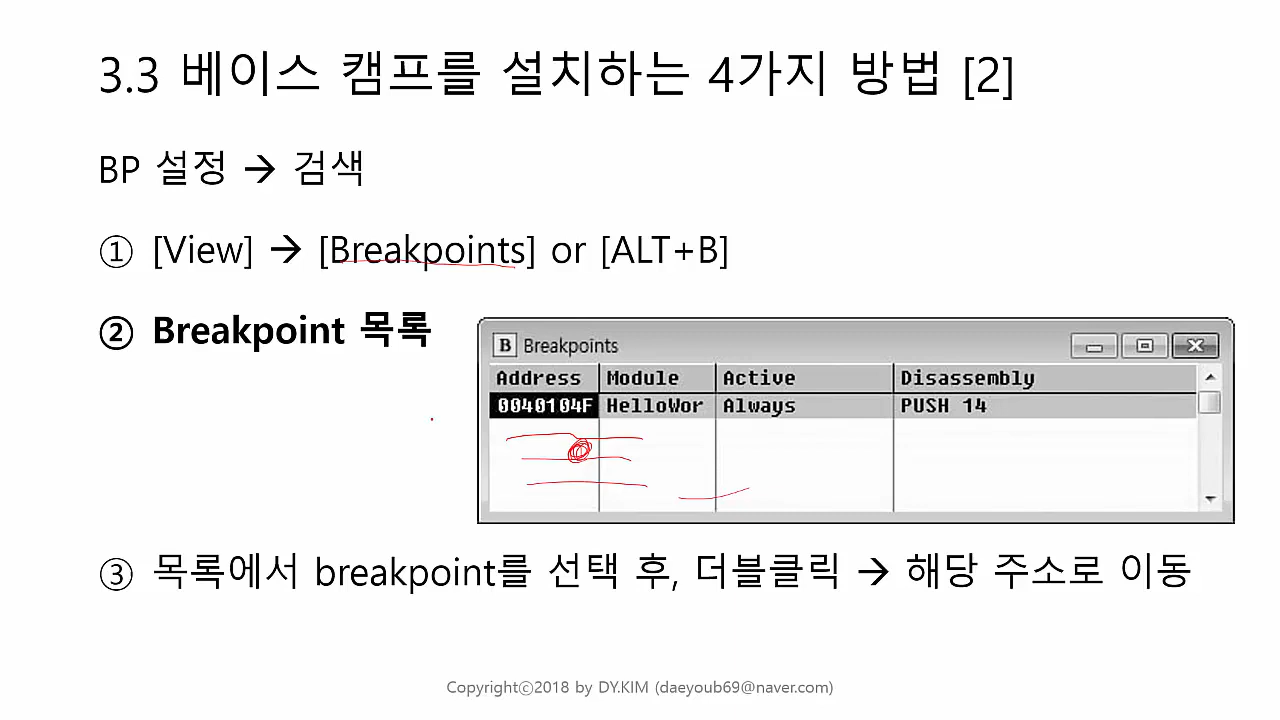 3.3 베이스 캠프를 설치하는 4가지 방법 [2]
BP 설정 → 검색
① [View] → [Breakpoints] or [ALT+B]
② Breakpoint 목록
B Breakpoints
Address Module Active Disassembly
0040104F HelloWor Always PUSH 14
③ 목록에서 breakpoint를 선택 후, 더블클릭 → 해당 주소로 이동
Copyrightⓒ2018 by DY.KIM (daeyoub69@naver.com)